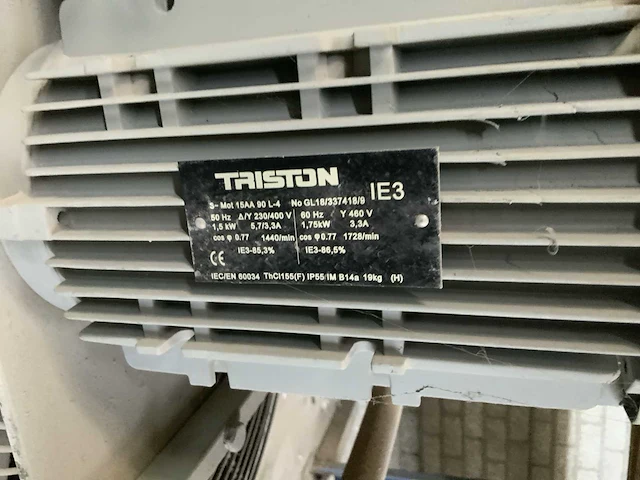 TRISTON IE3
3~ Mot 15AA 90 L-4 No GL18/337418/9
50 Hz Δ/Y 230/400 V 60 Hz Y 460 V
1,5 kW 5,7/3,3A 1,75kW 3,3A
cos φ 0.77 1440/min cos φ 0.77 1728/min
IE3-85,3% IE3-86,5%
CE
IEC/EN 60034 ThCl155(F) IP55/IM B14a 19kg (H)